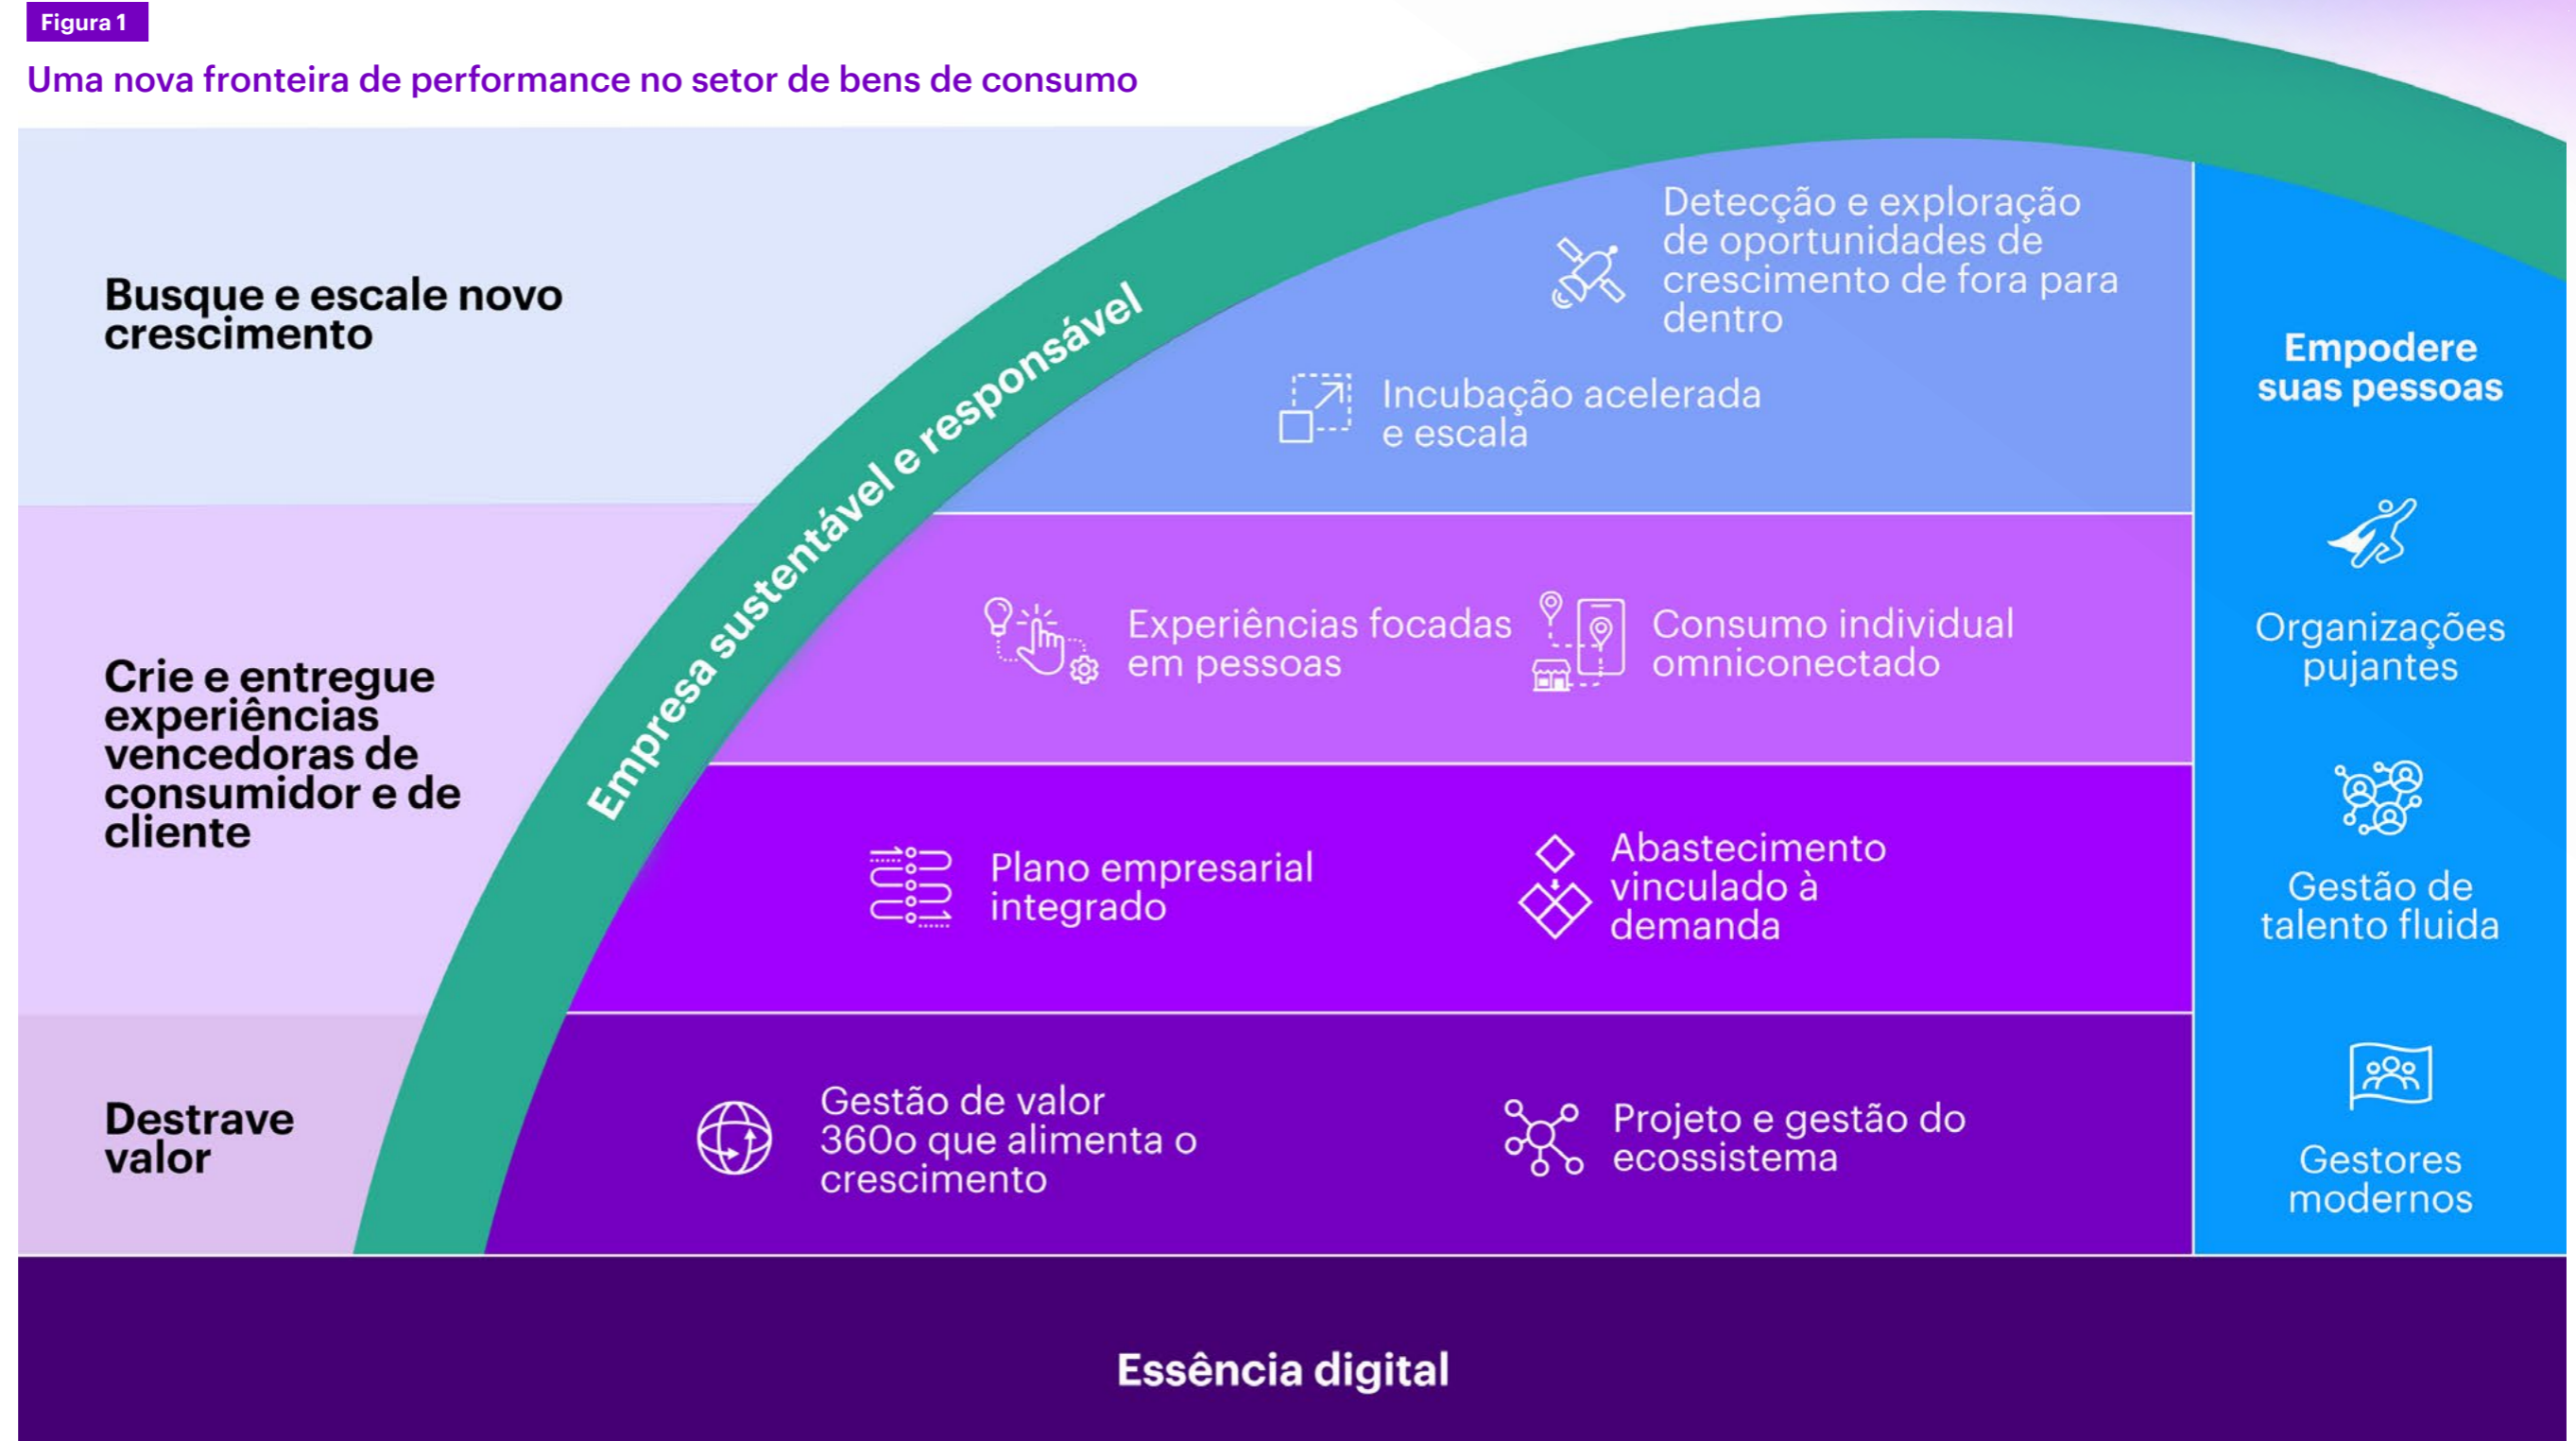 Figura 1
Uma nova fronteira de performance no setor de bens de consumo
Busque e escale novo
crescimento
Crie e entregue
experiências
vencedoras de
consumidor e de
cliente
Destrave
valor
Empresa sustentável e responsável
Detecção e exploração
de oportunidades de
crescimento de fora para
dentro
Incubação acelerada
e escala
Experiências focadas
em pessoas
Consumo individual
omniconectado
Plano empresarial
integrado
Abastecimento
vinculado à
demanda
Gestão de valor
360o que alimenta o
crescimento
Projeto e gestão do
ecossistema
Empodere
suas pessoas
Organizações
pujantes
Gestão de
talento fluida
Gestores
modernos
Essência digital